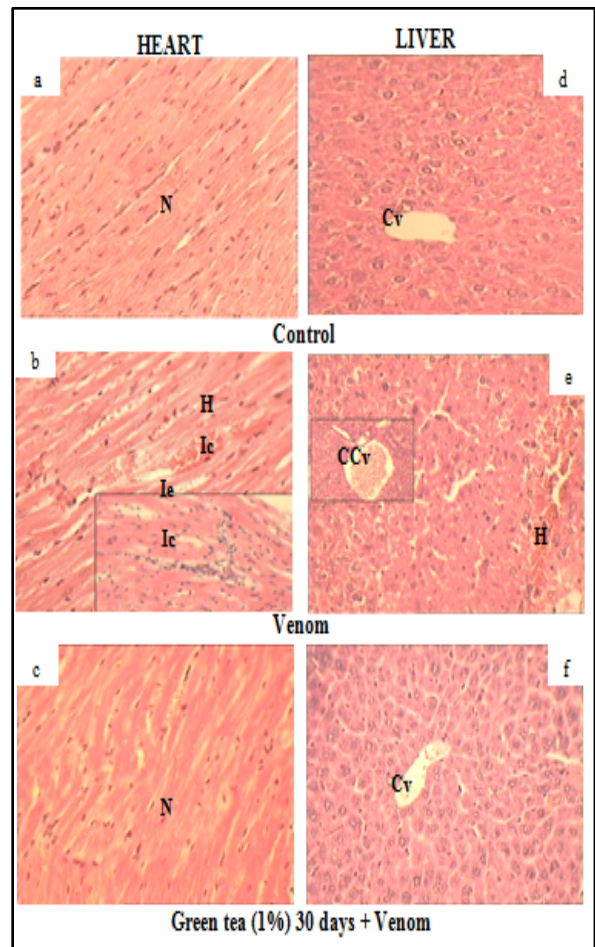 HEART LIVER
a d
N Cv
Control
b e
H
Ic
Ie
Ic
CCv
H
Venom
c f
N Cv
Green tea (1%) 30 days + Venom